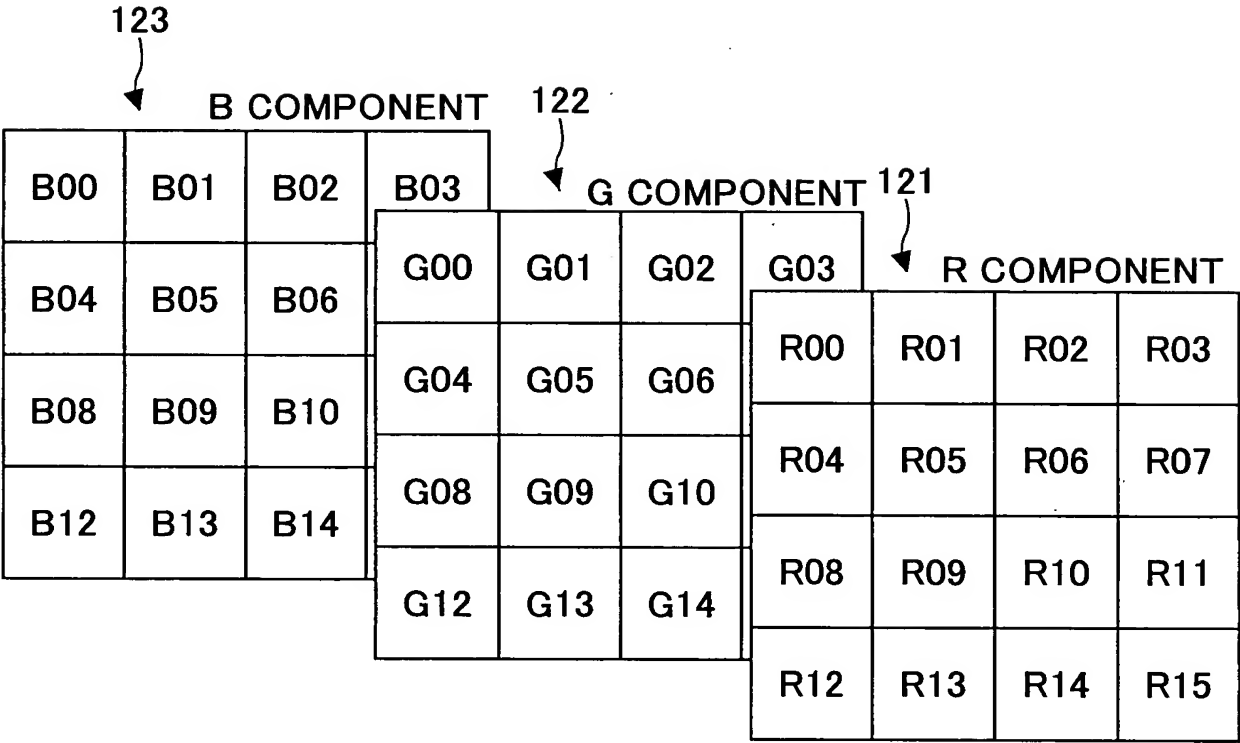 123
B COMPONENT
122
B00 B01 B02 B03
G COMPONENT
121
G00 G01 G02 G03
R COMPONENT
B04 B05 B06
R00 R01 R02 R03
G04 G05 G06
B08 B09 B10
R04 R05 R06 R07
G08 G09 G10
B12 B13 B14
R08 R09 R10 R11
G12 G13 G14
R12 R13 R14 R15